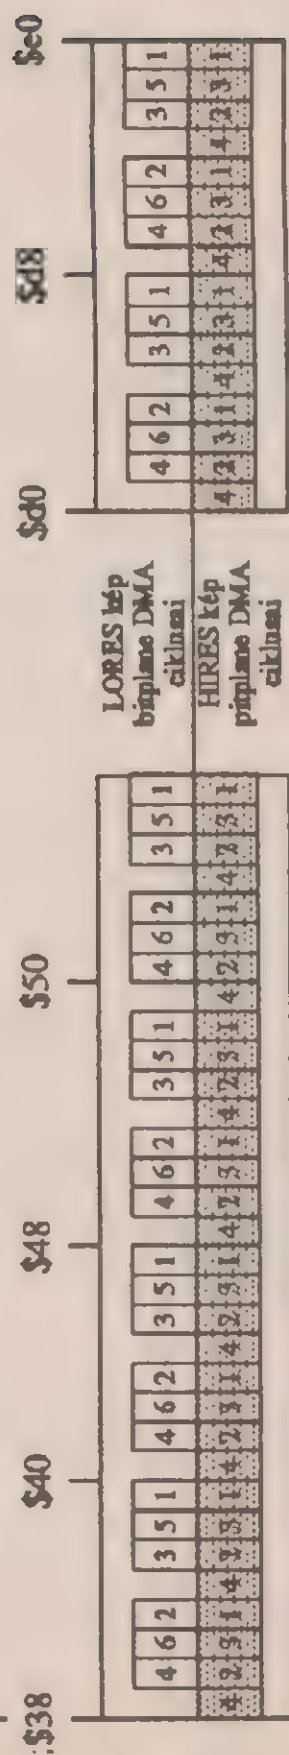 :$38 $40 $48 $50 $d0 $d8 $e0
4 6 2 3 5 1 4 6 2 3 5 1 4 6 2 3 5 1 4 6 2 3 5 1
LORES kép
bitplane DMA
ciklusai
4 6 2 3 5 1 4 6 2 3 5 1
4 2 3 1 4 2 3 1 4 2 3 1 4 2 3 1 4 2 3 1 4 2 3 1 4 2 3 1 4 2 3 1
HIRES kép
pitplane DMA
ciklusai
4 2 3 1 4 2 3 1 4 2 3 1 4 2 3 1